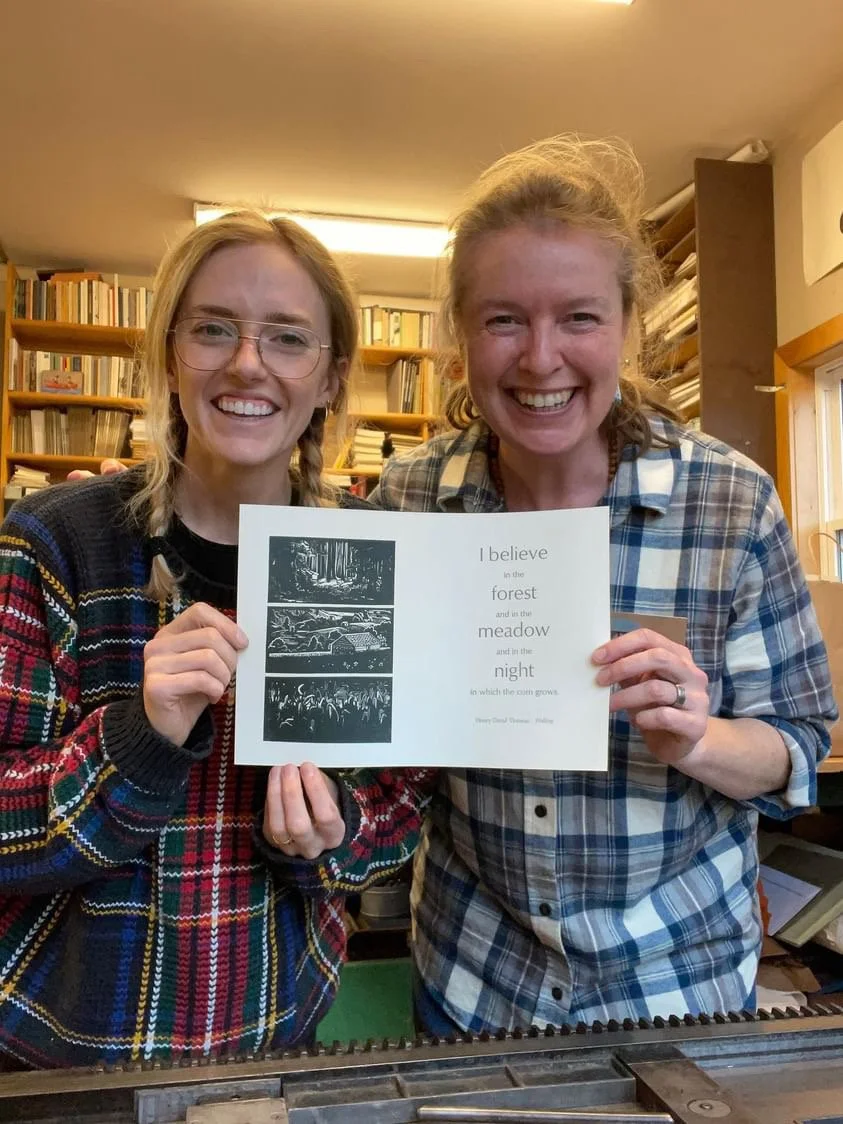 I believe
in the
forest
and in the
meadow
and in the
night
in which the corn grows.
Henry David Thoreau Walking